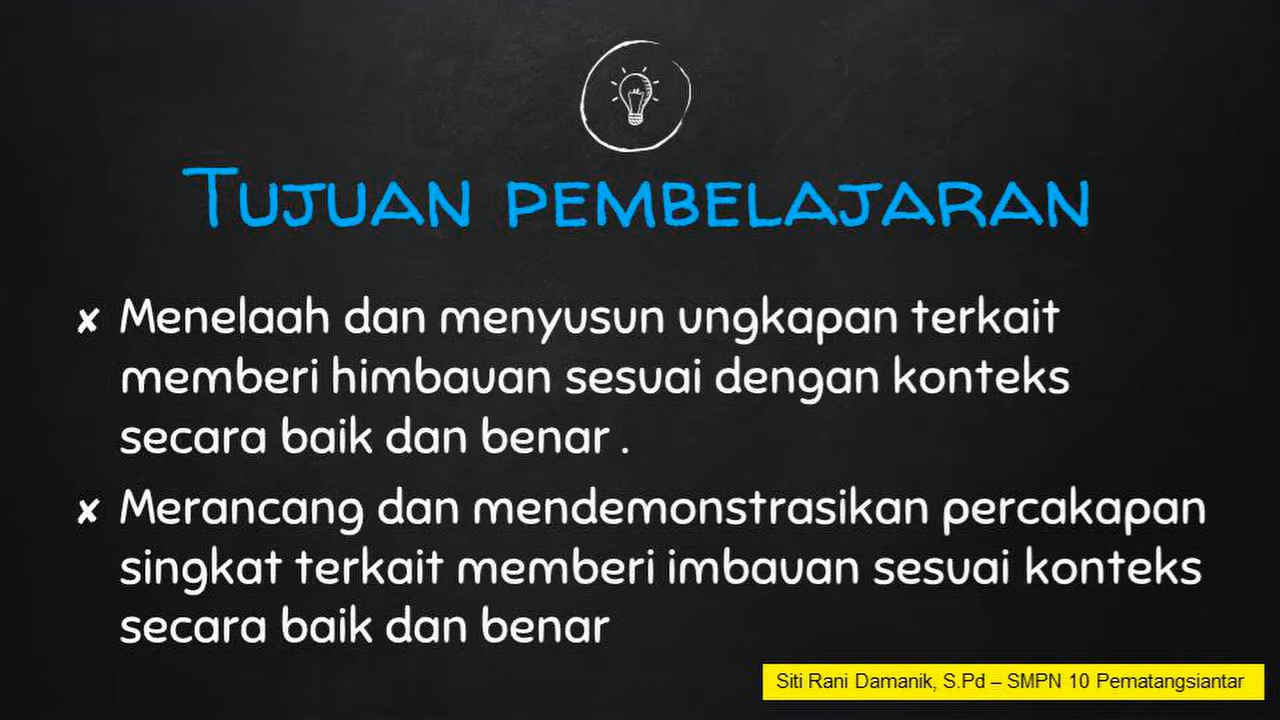 Tujuan pembelajaran
✘ Menelaah dan menyusun ungkapan terkait
memberi himbauan sesuai dengan konteks
secara baik dan benar .
✘ Merancang dan mendemonstrasikan percakapan
singkat terkait memberi imbauan sesuai konteks
secara baik dan benar
Siti Rani Damanik, S.Pd – SMPN 10 Pematangsiantar